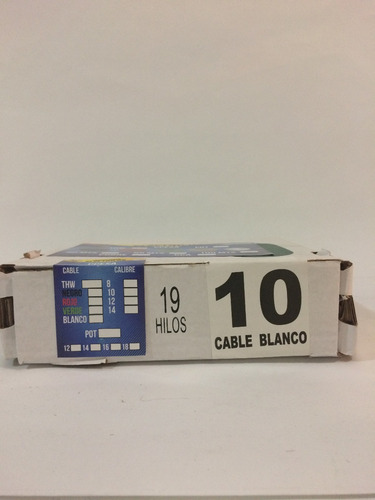 CABLE CALIBRE
THW 8
NEGRO 10
ROJO 12
VERDE 14
BLANCO
POT
12 14 16 18
19
HILOS
10
CABLE BLANCO